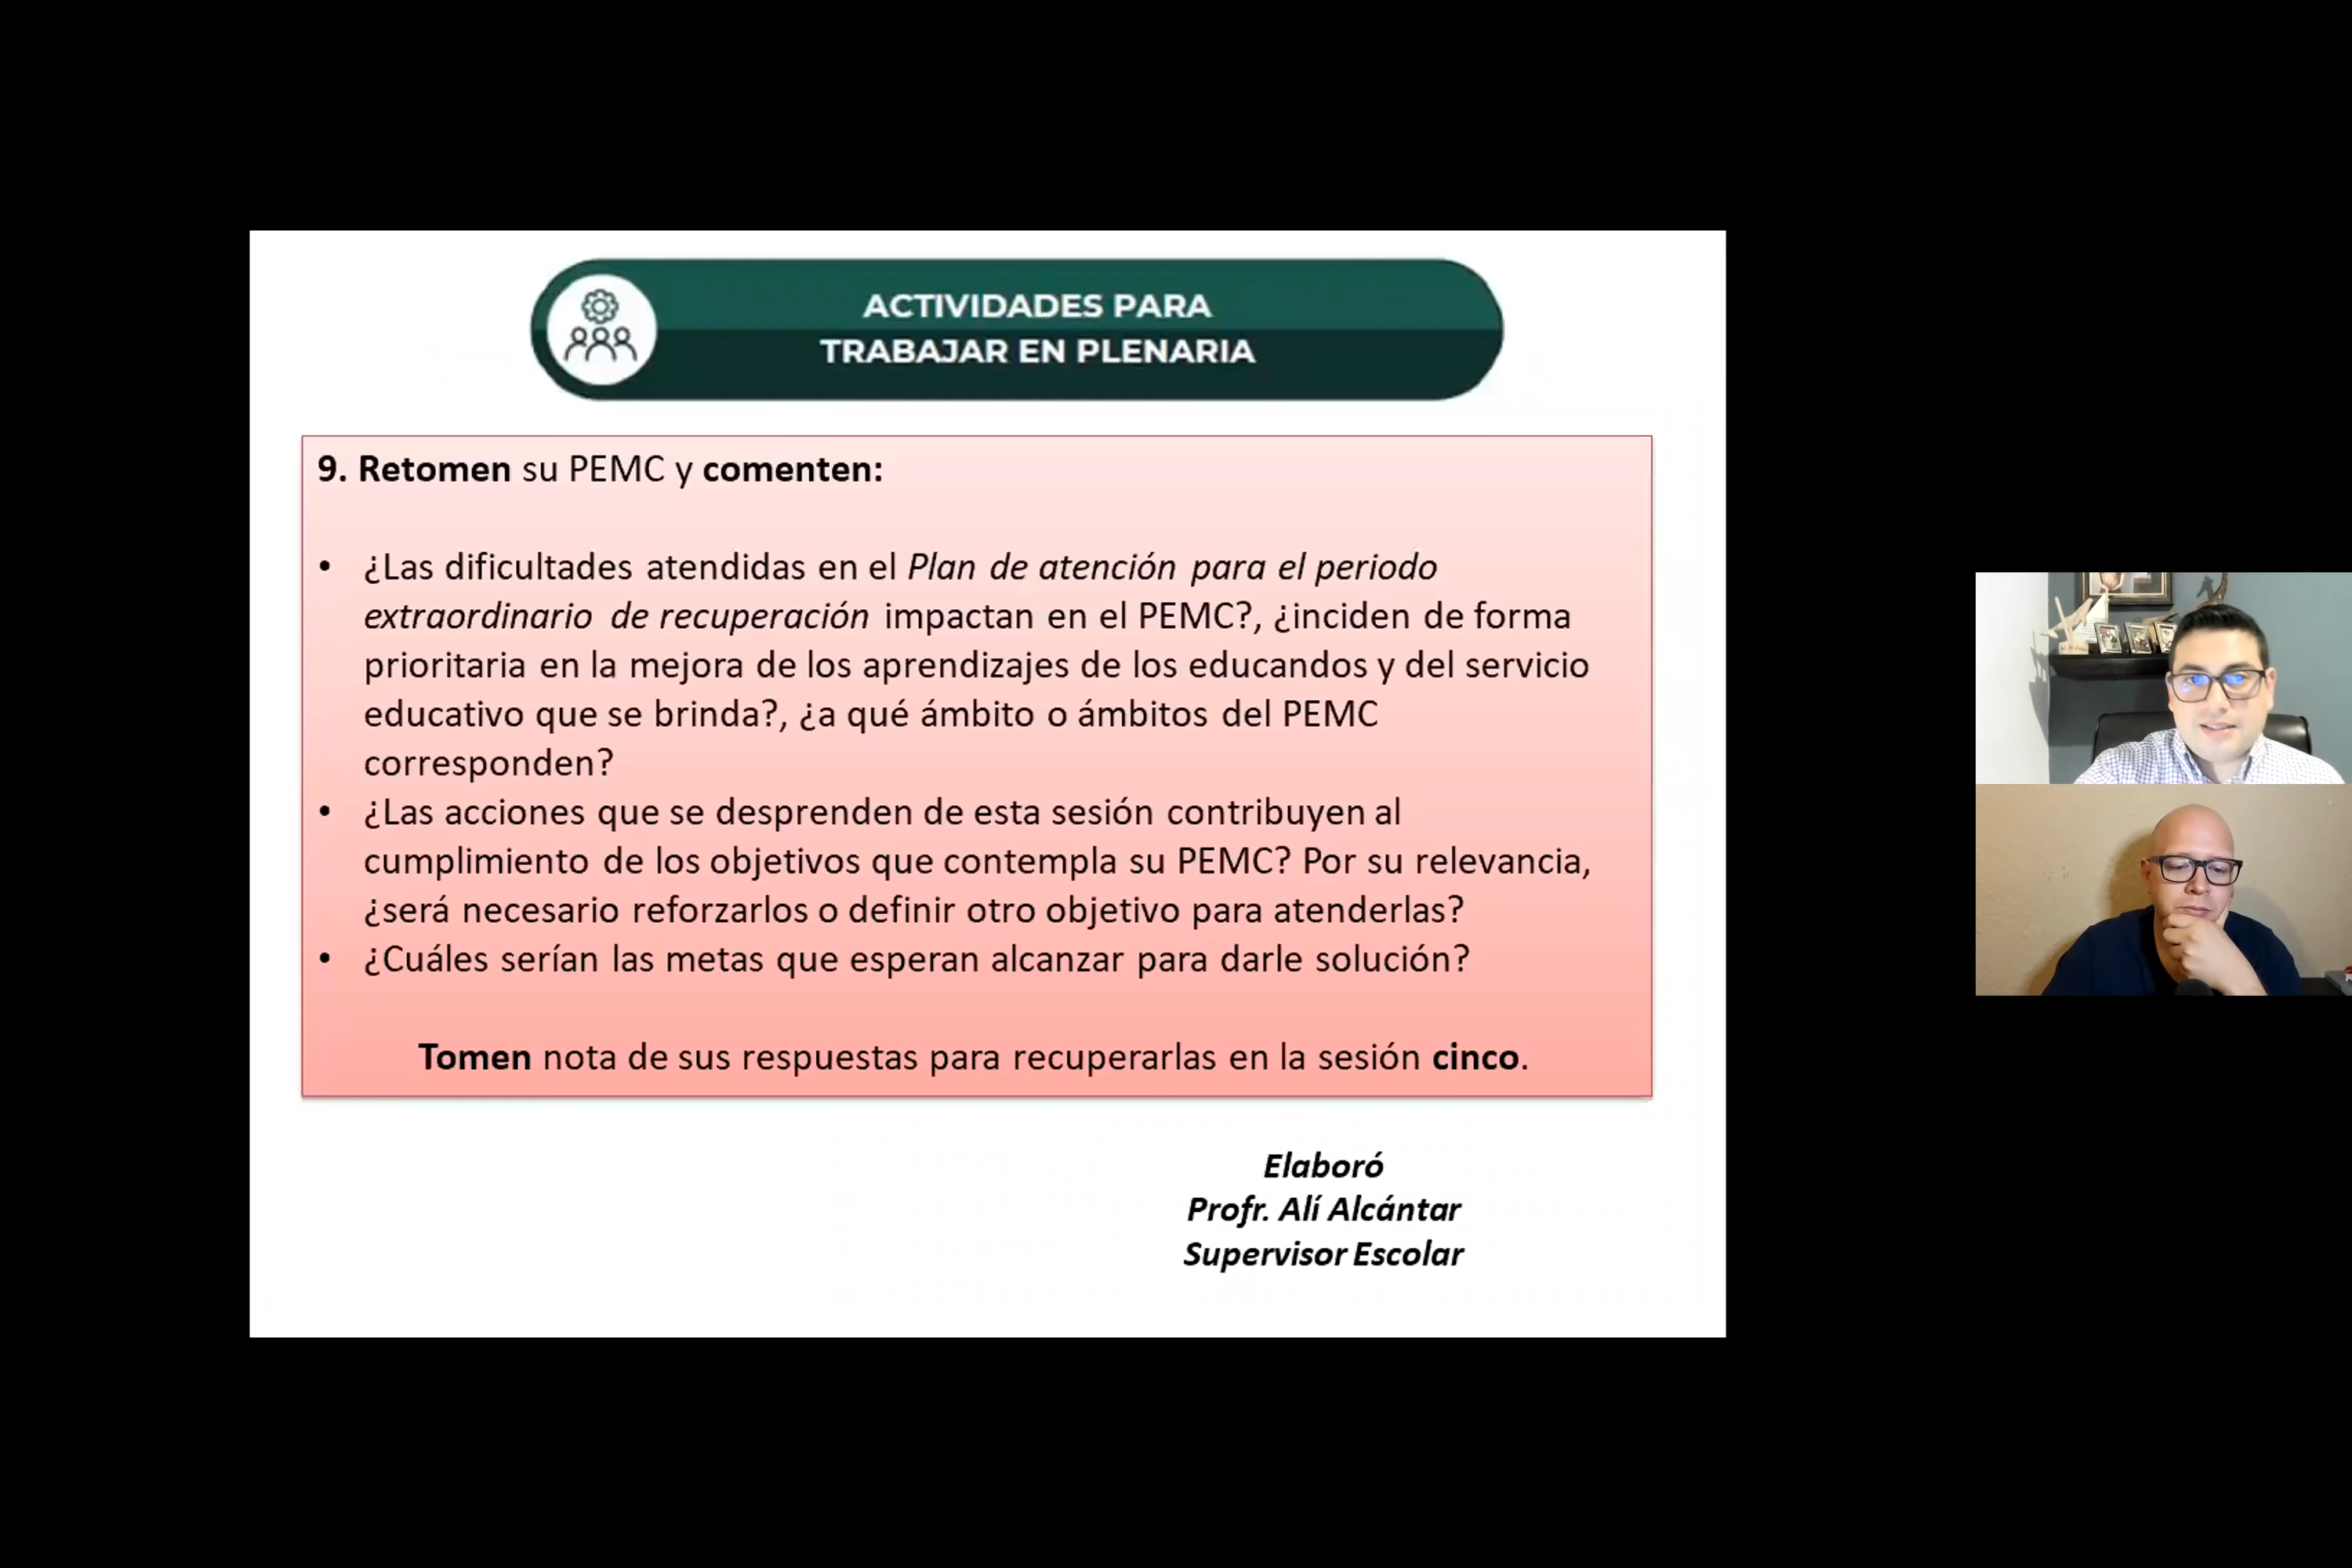 ACTIVIDADES PARA
TRABAJAR EN PLENARIA
9. Retomen su PEMC y comenten:
• ¿Las dificultades atendidas en el Plan de atención para el periodo
extraordinario de recuperación impactan en el PEMC?, ¿inciden de forma
prioritaria en la mejora de los aprendizajes de los educandos y del servicio
educativo que se brinda?, ¿a qué ámbito o ámbitos del PEMC
corresponden?
• ¿Las acciones que se desprenden de esta sesión contribuyen al
cumplimiento de los objetivos que contempla su PEMC? Por su relevancia,
¿será necesario reforzarlos o definir otro objetivo para atenderlas?
• ¿Cuáles serían las metas que esperan alcanzar para darle solución?
Tomen nota de sus respuestas para recuperarlas en la sesión cinco.
Elaboró
Profr. Alí Alcántar
Supervisor Escolar